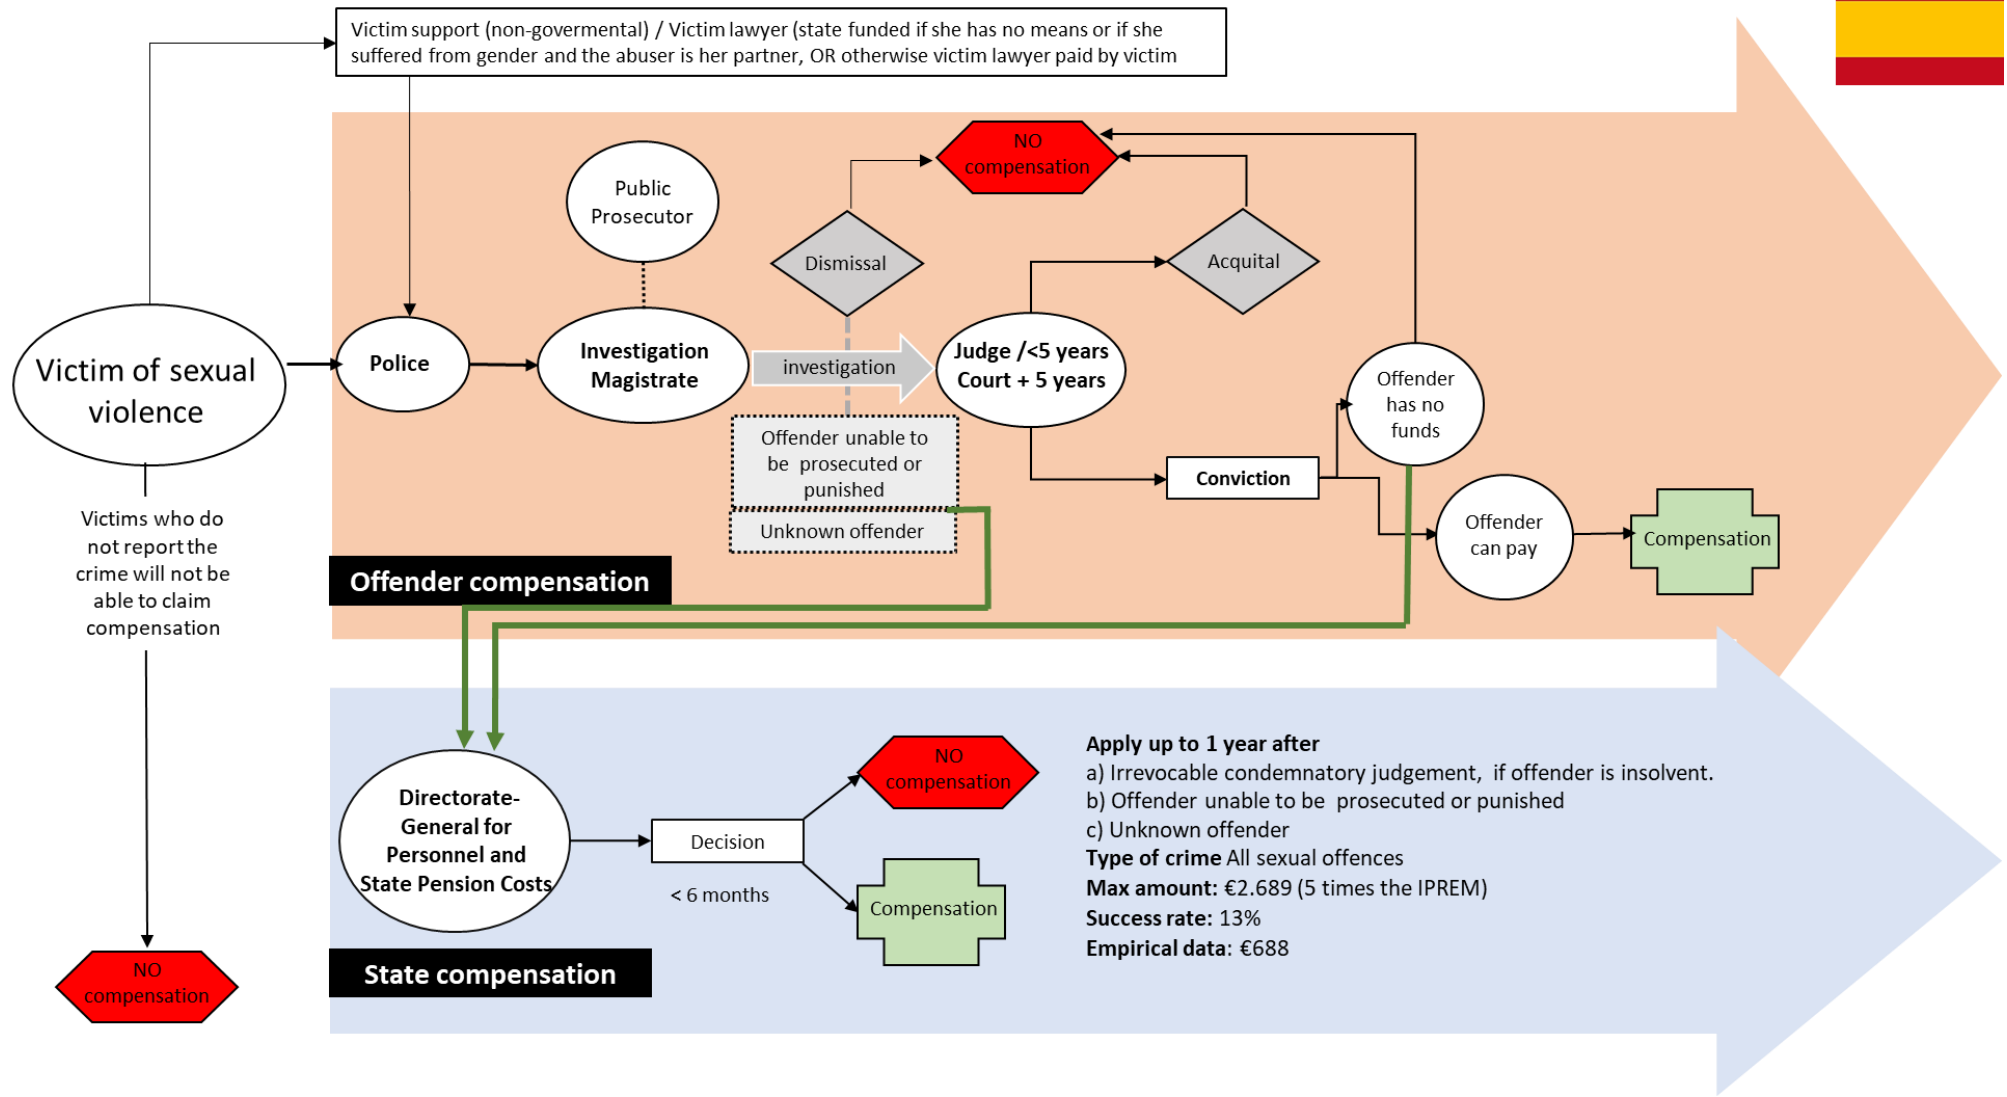 Victim support (non-govermental) / Victim lawyer (state funded if she has no means or if she
suffered from gender and the abuser is her partner, OR otherwise victim lawyer paid by victim
NO
compensation
Public
Prosecutor
Dismissal
Acquital
Victim of sexual
violence
Police
Investigation
Magistrate
investigation
Judge /<5 years
Court + 5 years
Offender
has no
funds
Offender unable to
be prosecuted or
punished
Unknown offender
Conviction
Offender
can pay
Compensation
Victims who do
not report the
crime will not be
able to claim
compensation
Offender compensation
NO
compensation
Directorate-
General for
Personnel and
State Pension Costs
Decision
< 6 months
NO
compensation
Compensation
Apply up to 1 year after
a) Irrevocable condemnatory judgement, if offender is insolvent.
b) Offender unable to be prosecuted or punished
c) Unknown offender
Type of crime All sexual offences
Max amount: €2.689 (5 times the IPREM)
Success rate: 13%
Empirical data: €688
State compensation